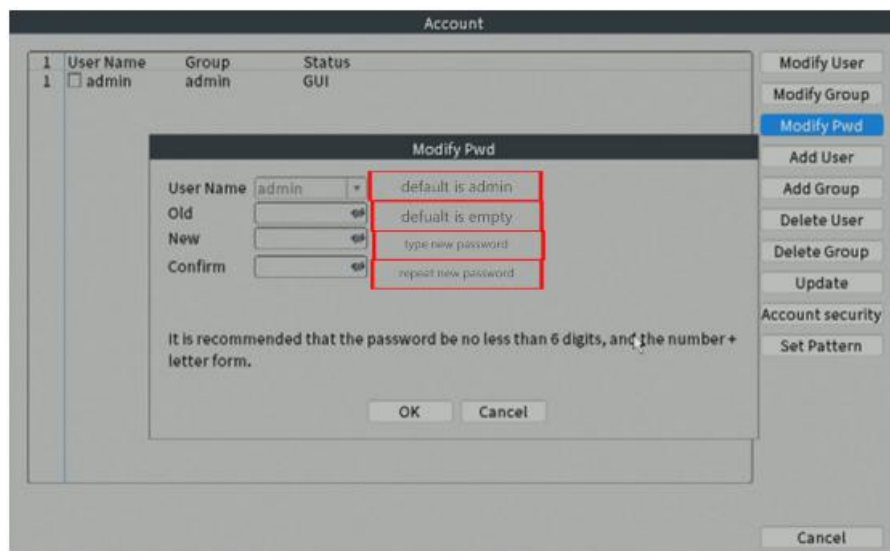 Account
1 User Name Group Status
1 admin admin GUI
Modify User
Modify Group
Modify Pwd
Add User
Add Group
Delete User
Delete Group
Update
Account security
Set Pattern
Modify Pwd
User Name admin default is admin
Old defualt is empty
New type new password
Confirm repeat new password
It is recommended that the password be no less than 6 digits, and the number +
letter form.
OK Cancel
Cancel